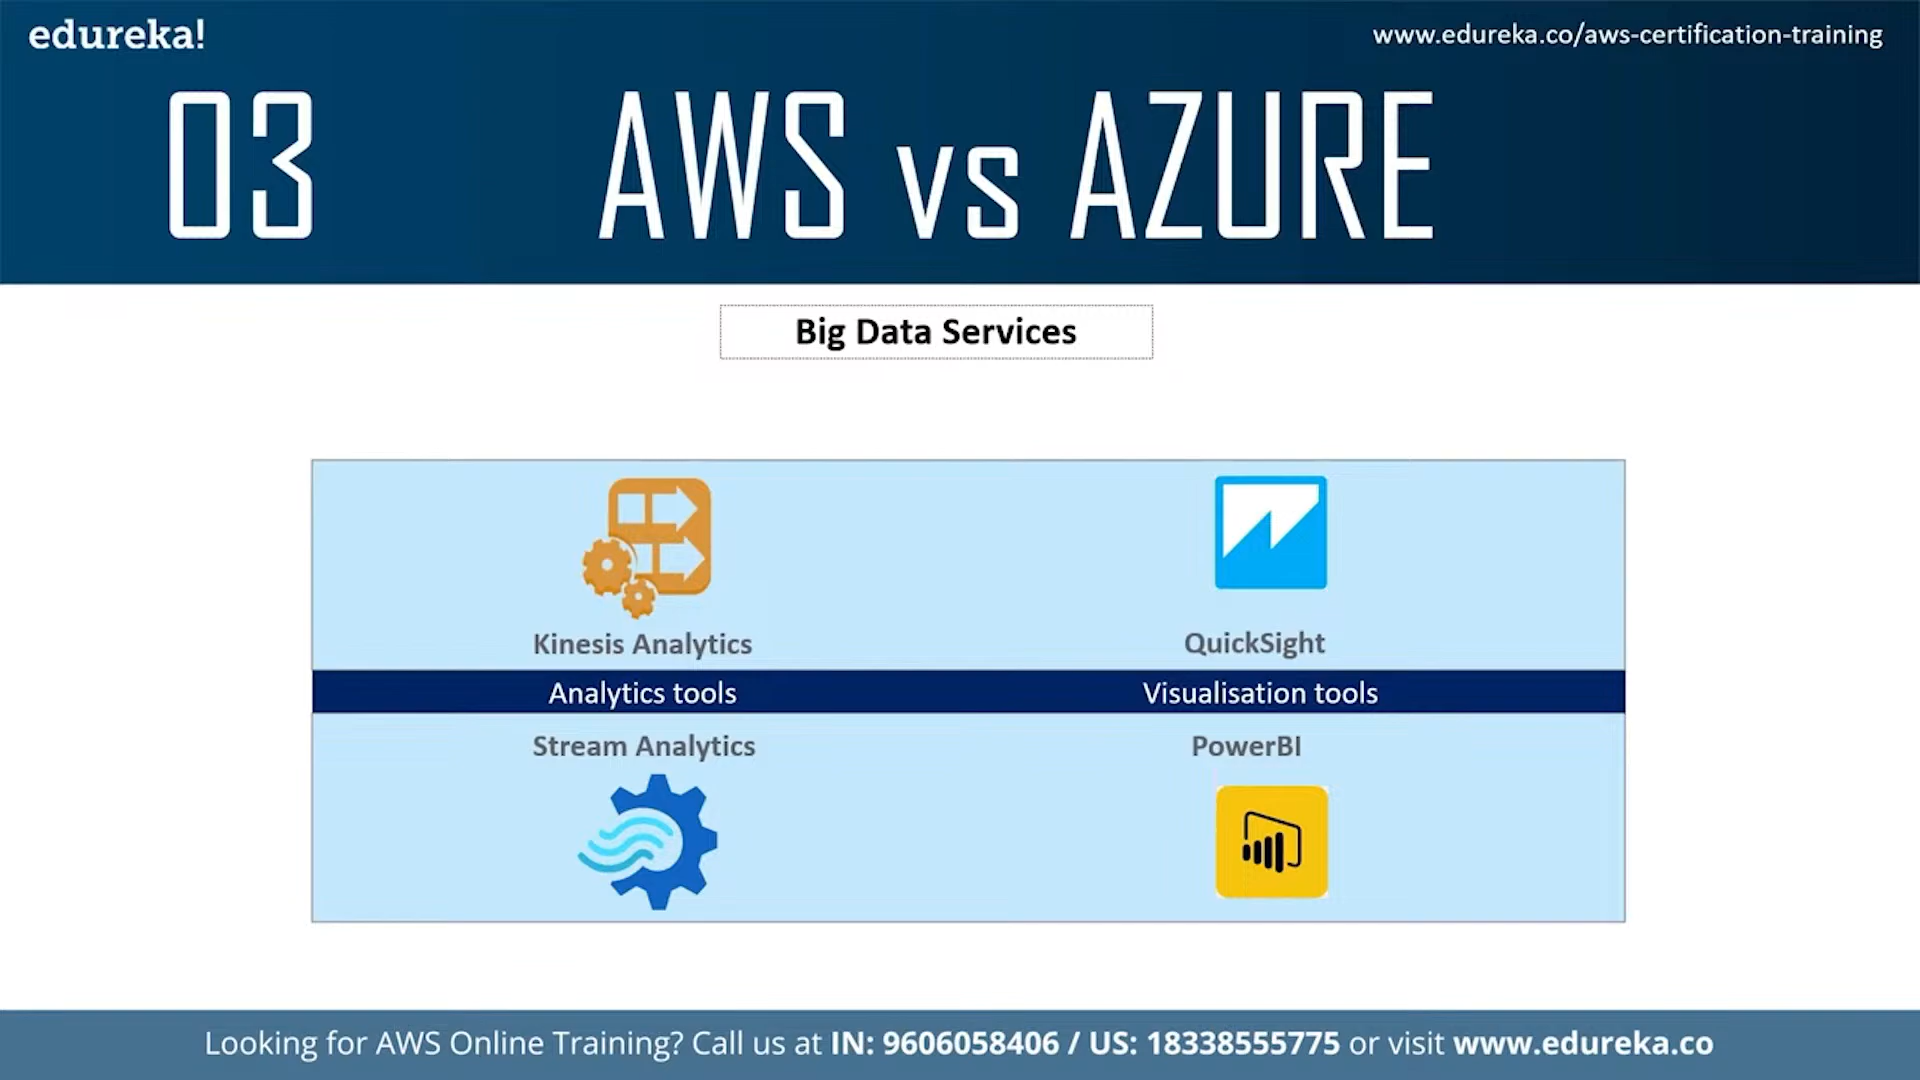 edureka!
www.edureka.co/aws-certification-training
03 AWS vs AZURE
Big Data Services
Kinesis Analytics
QuickSight
Analytics tools
Visualisation tools
Stream Analytics
PowerBI
Looking for AWS Online Training? Call us at IN: 9606058406 / US: 18338555775 or visit www.edureka.co